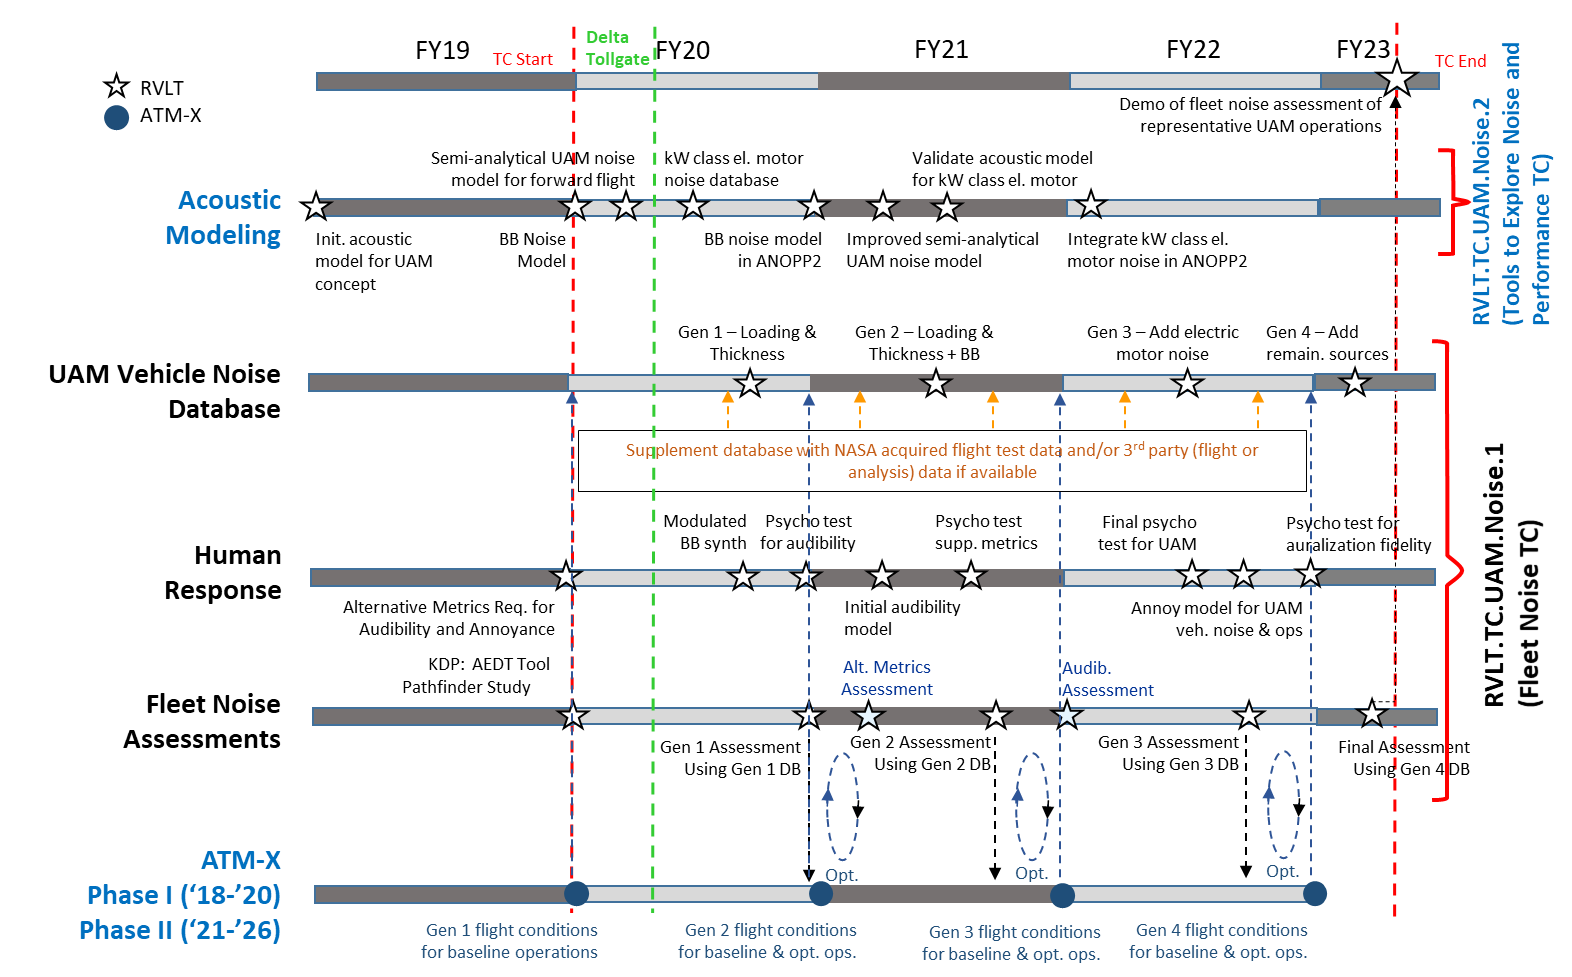 FY19
TC Start
Delta
Tollgate
FY20
FY21
FY22
FY23
TC End
RVLT
ATM-X
Demo of fleet noise assessment of
representative UAM operations
RVLT.TC.UAM.Noise.2
(Tools to Explore Noise and
Performance TC)
Acoustic
Modeling
Semi-analytical UAM noise
model for forward flight
kW class el. motor
noise database
Validate acoustic model
for kW class el. motor
Init. acoustic
model for UAM
concept
BB Noise
Model
BB noise model
in ANOPP2
Improved semi-analytical
UAM noise model
Integrate kW class el.
motor noise in ANOPP2
UAM Vehicle Noise
Database
Gen 1 – Loading &
Thickness
Gen 2 – Loading &
Thickness + BB
Gen 3 – Add electric
motor noise
Gen 4 – Add
remain. sources
Supplement database with NASA acquired flight test data and/or 3rd party (flight or
analysis) data if available
RVLT.TC.UAM.Noise.1
(Fleet Noise TC)
Human
Response
Modulated
BB synth
Psycho test
for audibility
Psycho test
supp. metrics
Final psycho
test for UAM
Psycho test for
auralization fidelity
Alternative Metrics Req. for
Audibility and Annoyance
Initial audibility
model
Annoy model for UAM
veh. noise & ops
Fleet Noise
Assessments
KDP:  AEDT Tool
Pathfinder Study
Alt. Metrics
Assessment
Audib.
Assessment
Gen 1 Assessment
Using Gen 1 DB
Gen 2 Assessment
Using Gen 2 DB
Gen 3 Assessment
Using Gen 3 DB
Final Assessment
Using Gen 4 DB
Opt.
Opt.
Opt.
ATM-X
Phase I (‘18-’20)
Phase II (‘21-’26)
Gen 1 flight conditions
for baseline operations
Gen 2 flight conditions
for baseline & opt. ops.
Gen 3 flight conditions
for baseline & opt. ops.
Gen 4 flight conditions
for baseline & opt. ops.